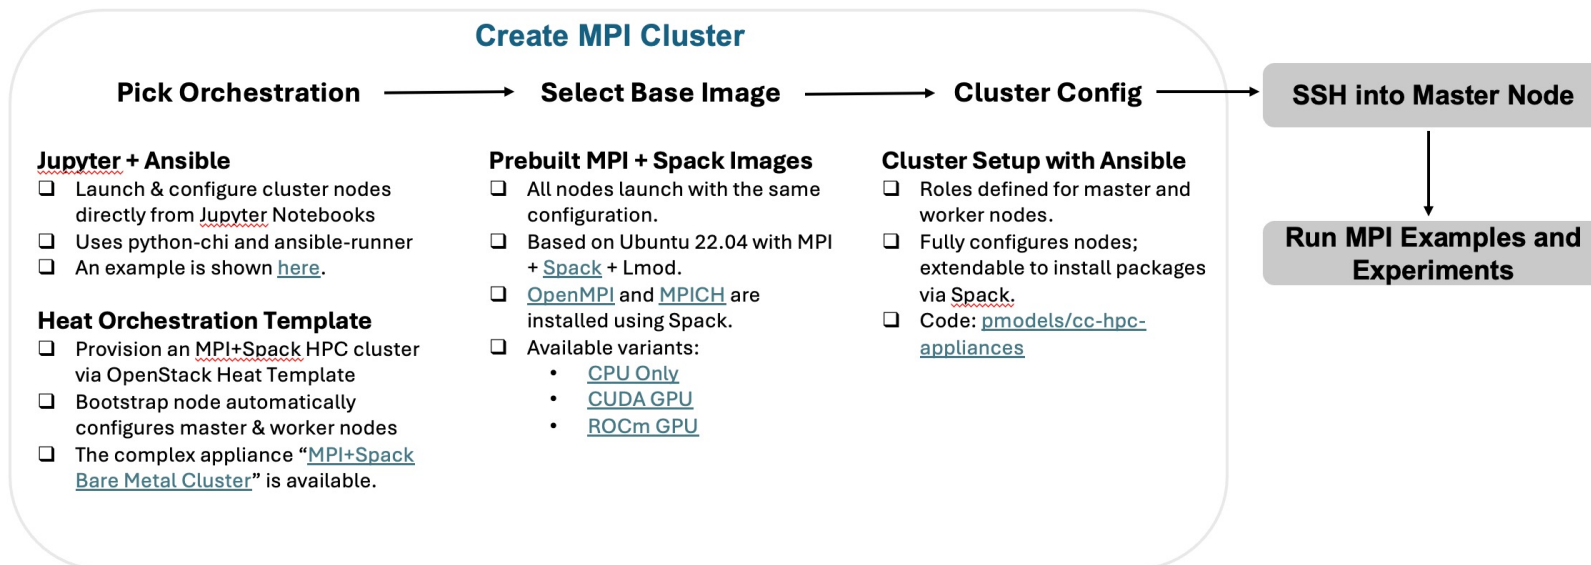 Create MPI Cluster
Pick Orchestration
Select Base Image
Cluster Config
SSH into Master Node
Run MPI Examples and
Experiments
Jupyter + Ansible
❑ Launch & configure cluster nodes
directly from Jupyter Notebooks
❑ Uses python-chi and ansible-runner
❑ An example is shown here.
Heat Orchestration Template
❑ Provision an MPI+Spack HPC cluster
via OpenStack Heat Template
❑ Bootstrap node automatically
configures master & worker nodes
❑ The complex appliance “MPI+Spack
Bare Metal Cluster” is available.
Prebuilt MPI + Spack Images
❑ All nodes launch with the same
configuration.
❑ Based on Ubuntu 22.04 with MPI
+ Spack + Lmod.
❑ OpenMPI and MPICH are
installed using Spack.
❑ Available variants:
• CPU Only
• CUDA GPU
• ROCm GPU
Cluster Setup with Ansible
❑ Roles defined for master and
worker nodes.
❑ Fully configures nodes;
extendable to install packages
via Spack.
❑ Code: pmodels/cc-hpc-
appliances